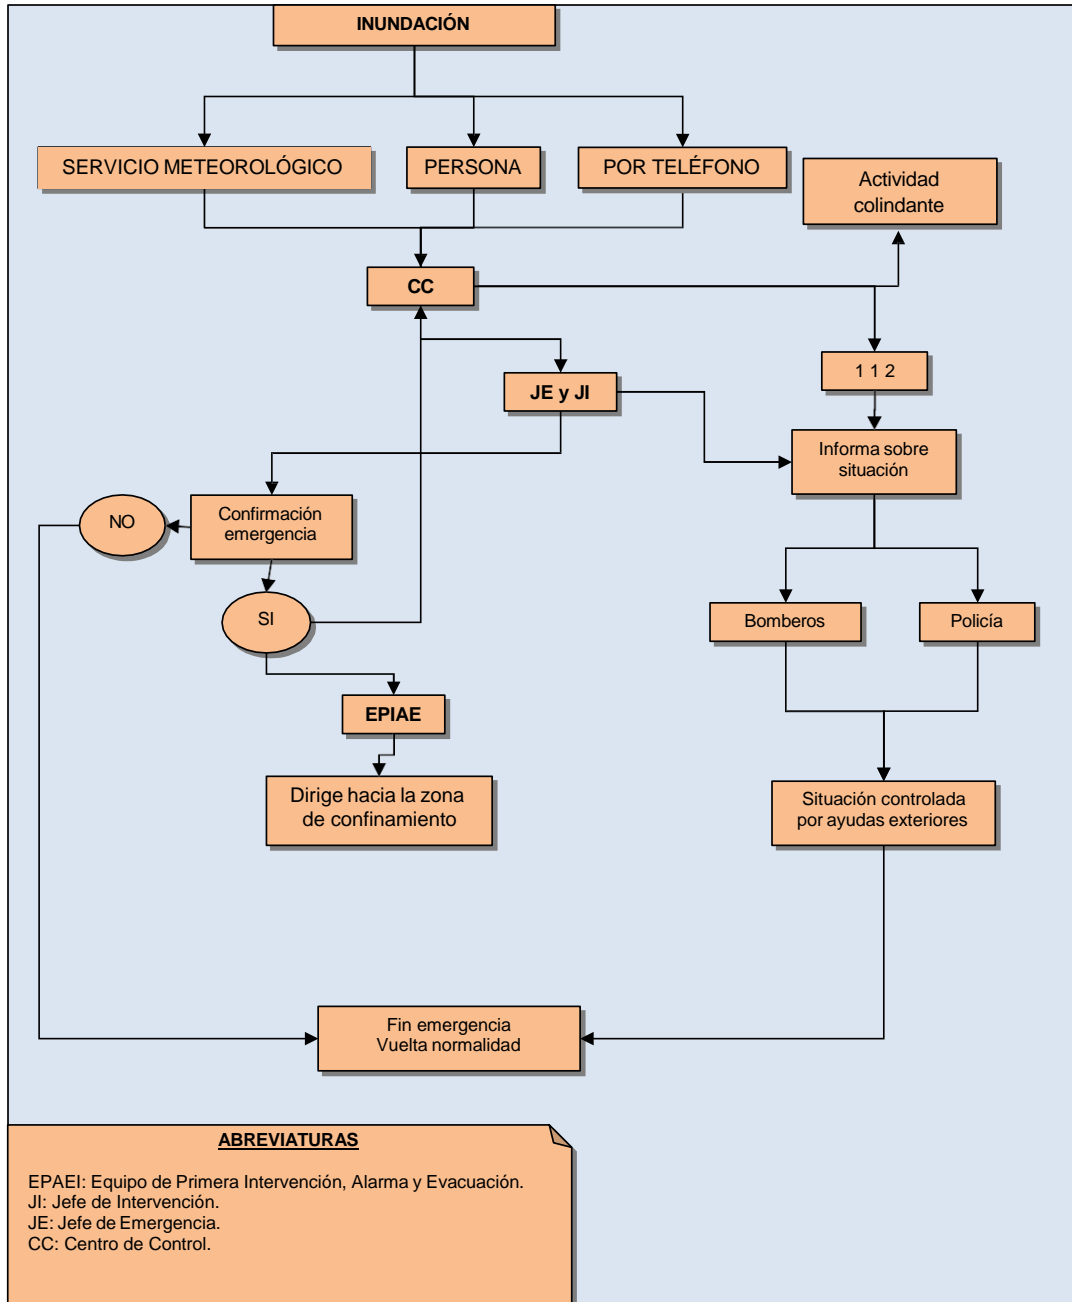 INUNDACIÓN
SERVICIO METEOROLÓGICO
PERSONA
POR TELÉFONO
Actividad
colindante
CC
1 1 2
JE y JI
Informa sobre
situación
NO
Confirmación
emergencia
SI
Bomberos
Policía
EPIAE
Dirige hacia la zona
de confinamiento
Situación controlada
por ayudas exteriores
Fin emergencia
Vuelta normalidad
ABREVIATURAS
EPAEI: Equipo de Primera Intervención, Alarma y Evacuación.
JI: Jefe de Intervención.
JE: Jefe de Emergencia.
CC: Centro de Control.